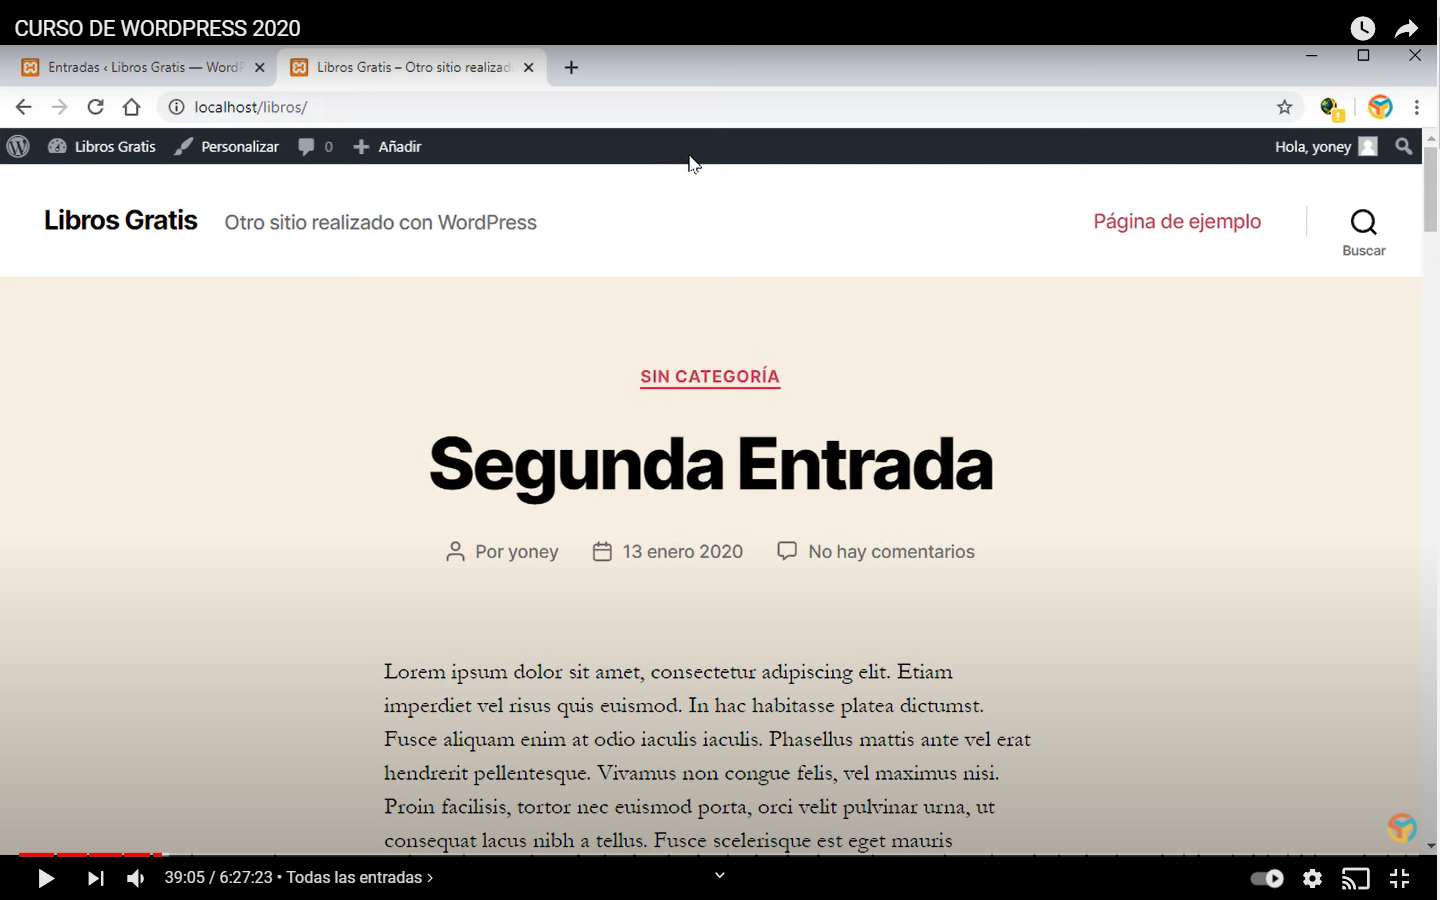 CURSO DE WORDPRESS 2020
Entradas ‹ Libros Gratis — WordP
Libros Gratis – Otro sitio realizad
localhost/libros/
Libros Gratis
Personalizar
0
Añadir
Hola, yoney
Libros Gratis
Otro sitio realizado con WordPress
Página de ejemplo
Buscar
SIN CATEGORÍA
Segunda Entrada
Por yoney
13 enero 2020
No hay comentarios
Lorem ipsum dolor sit amet, consectetur adipiscing elit. Etiam
imperdiet vel risus quis euismod. In hac habitasse platea dictumst.
Fusce aliquam enim at odio iaculis iaculis. Phasellus mattis ante vel erat
hendrerit pellentesque. Vivamus non congue felis, vel maximus nisi.
Proin facilisis, tortor nec euismod porta, orci velit pulvinar urna, ut
consequat lacus nibh a tellus. Fusce scelerisque est eget mauris
39:05 / 6:27:23 • Todas las entradas ›